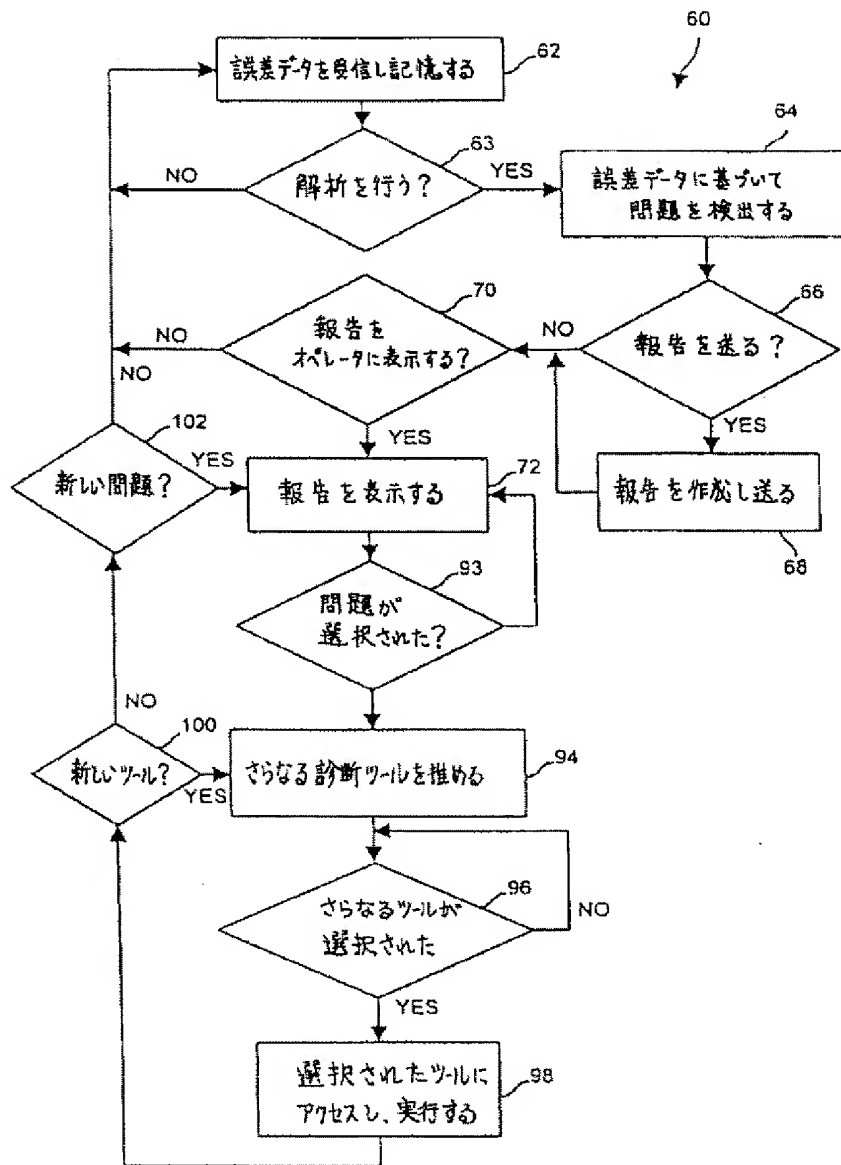 60
誤差データを受信し記憶する
62
63
解析を行う?
NO
YES
64
誤差データに基づいて
問題を検出する
66
報告を送る?
NO
YES
報告を作成し送る
68
70
報告を
オペレータに表示する?
NO
YES
NO
102
新しい問題?
YES
72
報告を表示する
93
問題が
選択された?
NO
100
新しいツール?
YES
さらなる診断ツールを推める
94
96
さらなるツールが
選択された
NO
YES
選択されたツールに
アクセスし、実行する
98